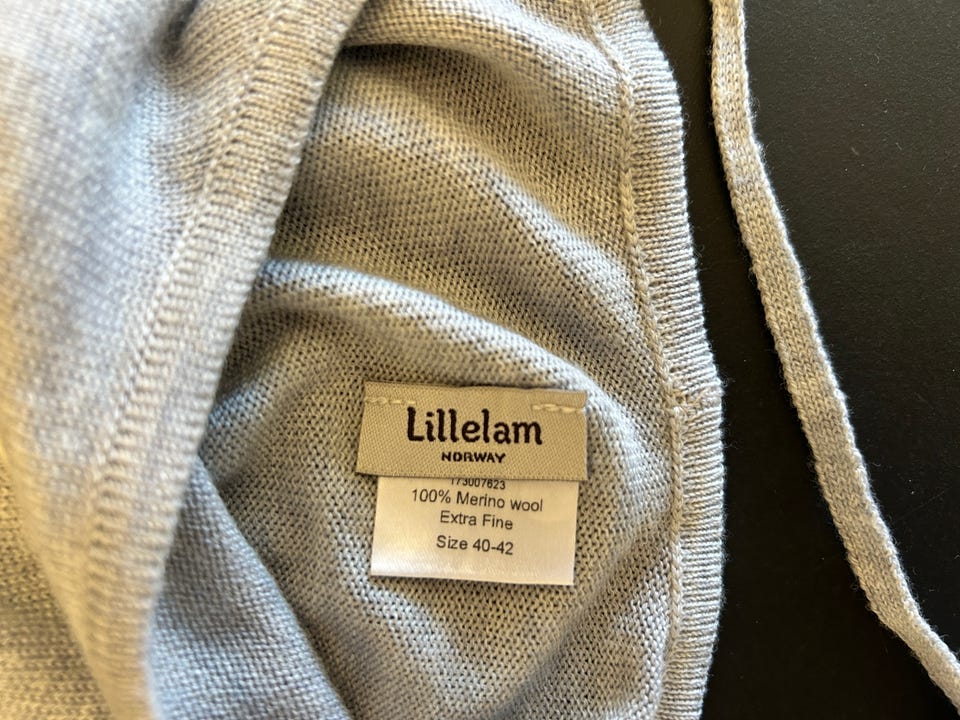 Lillelam
NORWAY
173007623
100% Merino wool
Extra Fine
Size 40-42